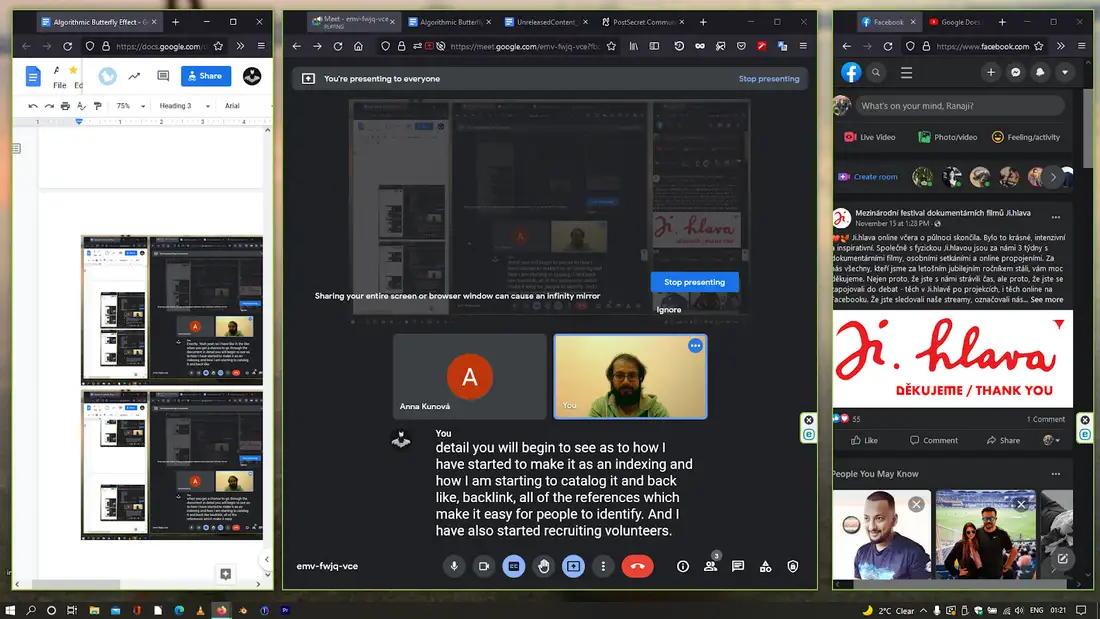 Algorithmic Butterfly Effect - G
https://docs.google.com/
File
Ed
Share
75%
Heading 3
Arial
Meet - emv-fwjq-vce
PLAYING
Algorithmic Butterfl
UnreleasedContent_
PostSecret Commun
https://meet.google.com/emv-fwjq-vce?
You're presenting to everyone
Stop presenting
Stop presenting
Sharing your entire screen or browser window can cause an infinity mirror
Ignore
A
Anna Kunová
You
You
detail you will begin to see as to how I
have started to make it as an indexing and
how I am starting to catalog it and back
like, backlink, all of the references which
make it easy for people to identify. And I
have also started recruiting volunteers.
emv-fwjq-vce
3
Facebook
Google Docs
https://www.facebook.com
What's on your mind, Ranaji?
Live Video
Photo/video
Feeling/activity
Create room
Mezinárodní festival dokumentárních filmů Ji.hlava
November 15 at 1:28 PM
Ji.hlava online včera o půlnoci skončila. Bylo to krásné, intenzivní
a inspirativní. Společně s fyzickou Ji.hlavou jsou za námi 3 týdny s
dokumentárními filmy, osobními setkáními a online propojením. Za
nás všechny, kteří jsme za letošním jubilejním ročníkem stáli, vám moc
děkujeme. Nejen proto, že jste s námi strávili čas, ale proto, že jste se
zapojovali do debat - těch v Ji.hlavě po projekcích, i těch online na
Facebooku. Že jste sledovali naše streamy, označovali nás... See more
Ji.hlava
DĚKUJEME / THANK YOU
55
1 Comment
Like
Comment
Share
People You May Know
2°C Clear
ENG
01:21